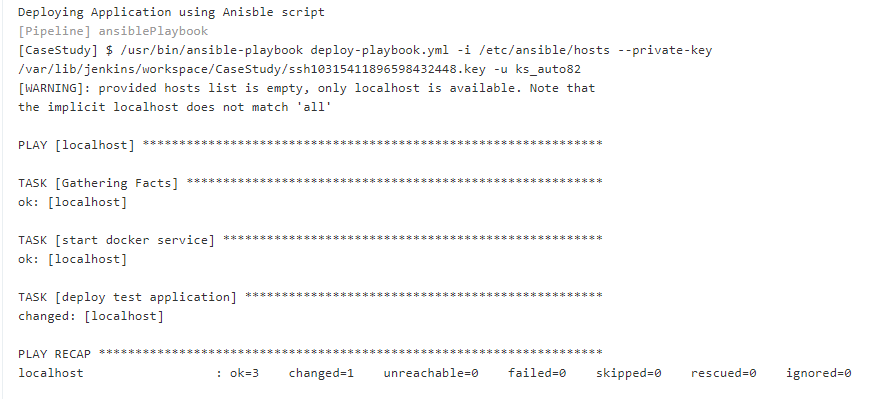 Deploying Application using Anisble script
[Pipeline] ansiblePlaybook
[CaseStudy] $ /usr/bin/ansible-playbook deploy-playbook.yml -i /etc/ansible/hosts --private-key
/var/lib/jenkins/workspace/CaseStudy/ssh10315411896598432448.key -u ks_auto82
[WARNING]: provided hosts list is empty, only localhost is available. Note that
the implicit localhost does not match 'all'
PLAY [localhost] ***************************************************************
TASK [Gathering Facts] *********************************************************
ok: [localhost]
TASK [start docker service] ****************************************************
ok: [localhost]
TASK [deploy test application] *************************************************
changed: [localhost]
PLAY RECAP *********************************************************************
localhost                  : ok=3    changed=1    unreachable=0    failed=0    skipped=0    rescued=0    ignored=0